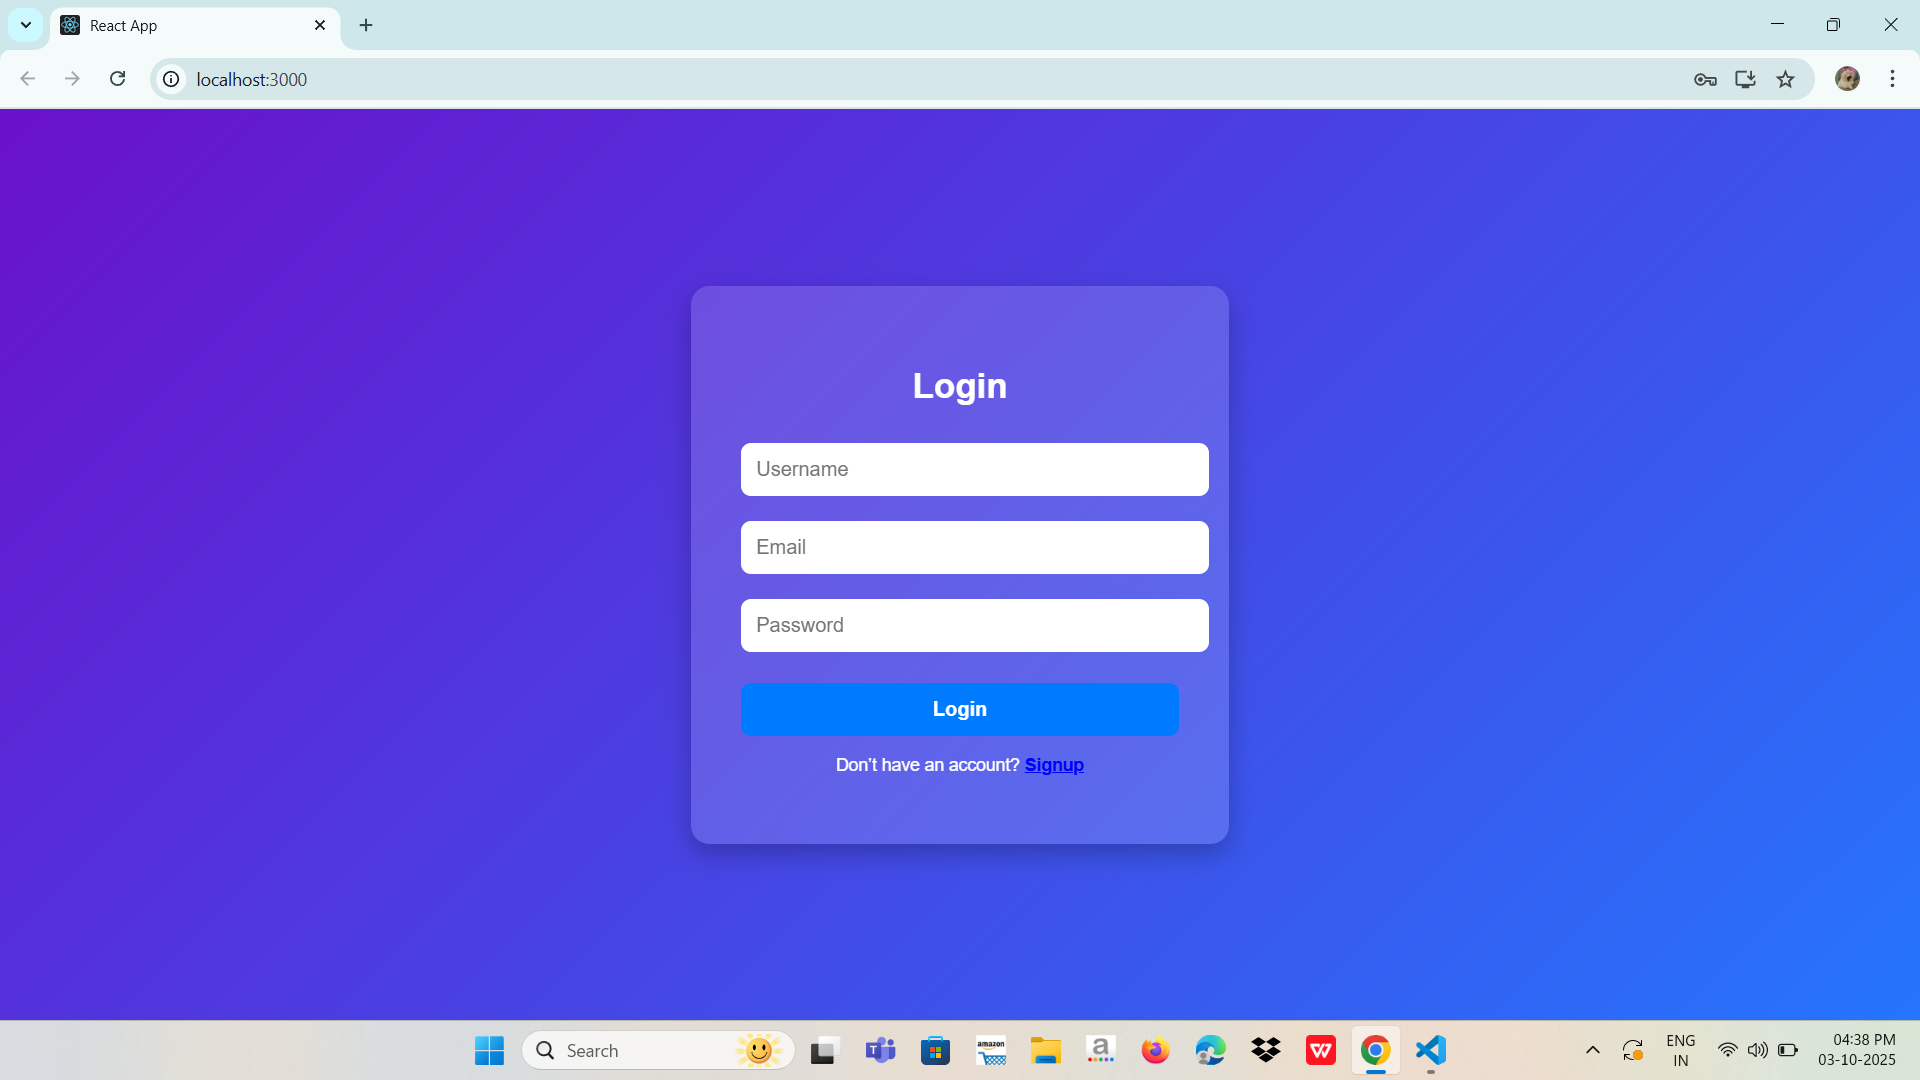 React App
localhost:3000
Login
Username
Email
Password
Login
Don't have an account? Signup
Search
amazon
a
T
W
ENG
IN
04:38 PM
03-10-2025